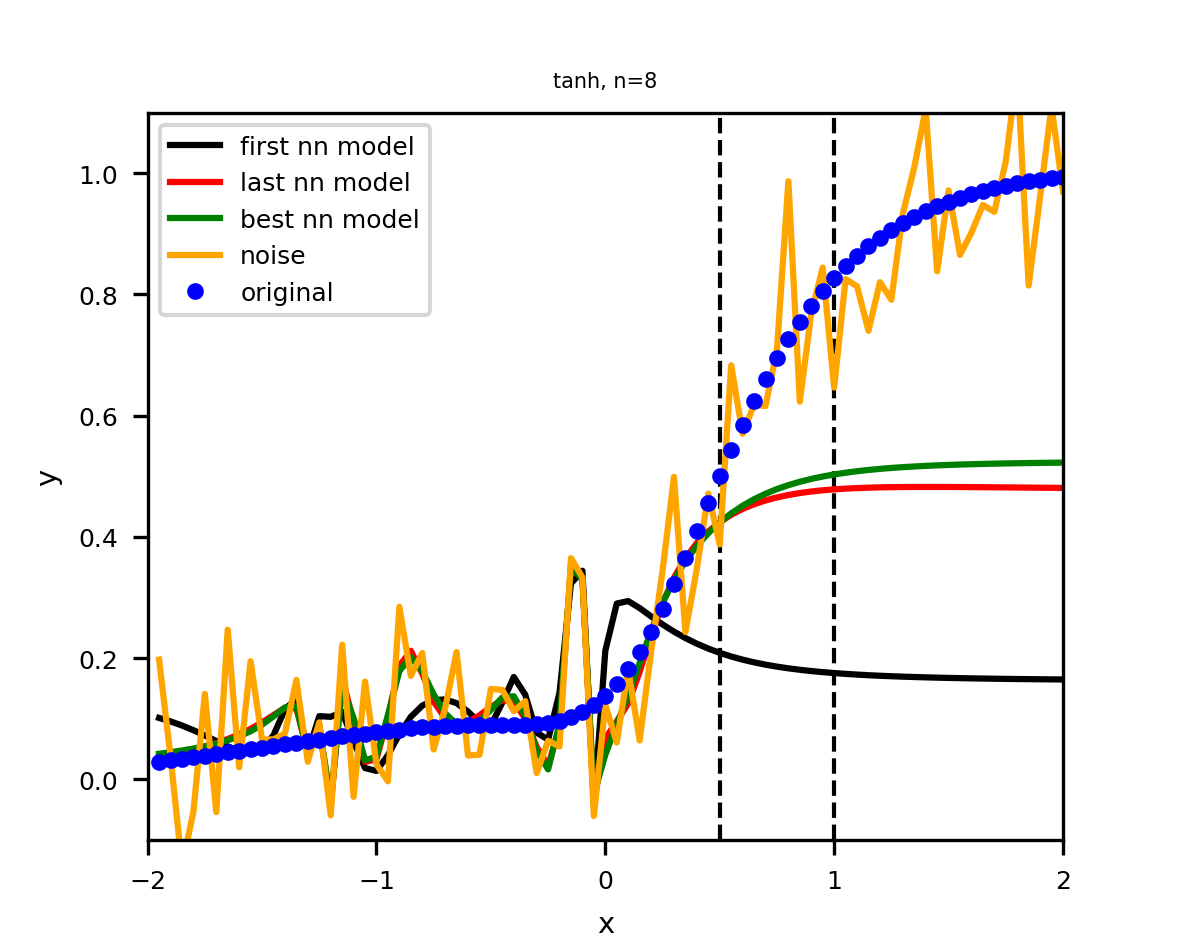 tanh, n=8
first nn model
last nn model
best nn model
noise
original
1.0
0.8
0.6
0.4
0.2
0.0
y
−2 −1 0 1 2
x